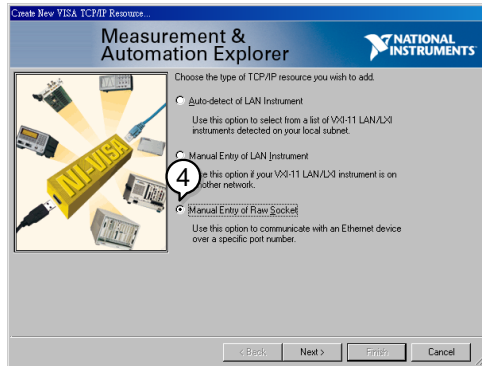 Create New VISA TCP/IP Resource...
Measurement &
Automation Explorer
NATIONAL
INSTRUMENTS
Choose the type of TCP/IP resource you wish to add.
Auto-detect of LAN Instrument
Use this option to select from a list of VXI-11 LAN/LXI
instruments detected on your local subnet.
Manual Entry of LAN Instrument
this option if your VXI-11 LAN/LXI instrument is on
other network.
4
Manual Entry of Raw Socket
Use this option to communicate with an Ethernet device
over a specific port number.
NI-VISA
< Back
Next >
Finish
Cancel